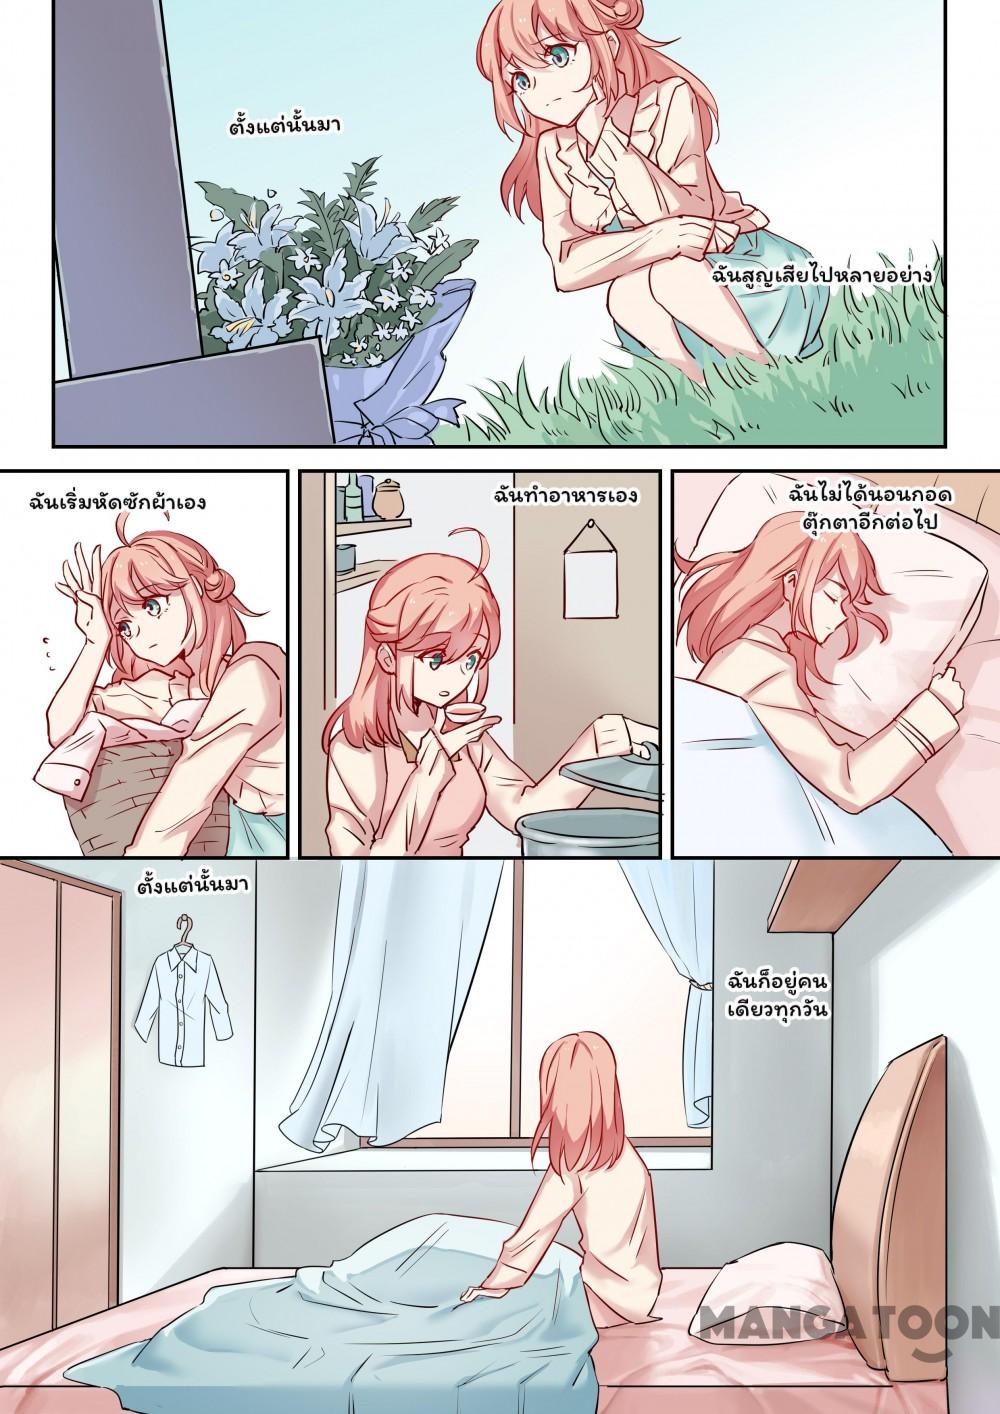 ตั้งแต่นั้นมา
ฉันสูญเสียไปหลายอย่าง
ฉันเริ่มหัดซักผ้าเอง
ฉันทำอาหารเอง
ฉันไม่ได้นอนกอด
ตุ๊กตาอีกต่อไป
ตั้งแต่นั้นมา
ฉันก็อยู่คน
เดียวทุกวัน
MANGATOON